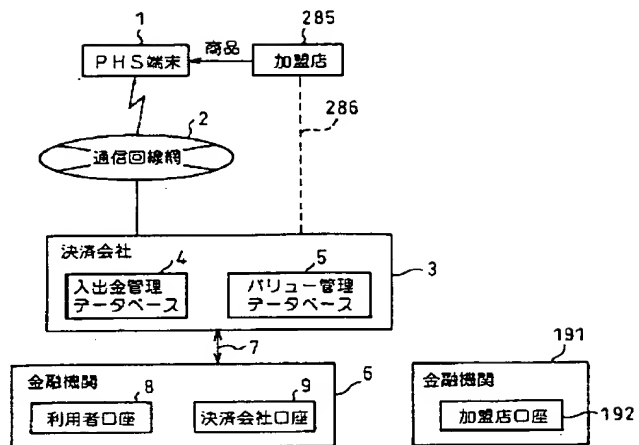 1
285
商品
PHS端末
加盟店
286
2
通信回線網
決済会社
4
5
3
入出金管理
データベース
バリュー管理
データベース
7
191
金融機関
6
金融機関
8
9
192
利用者口座
決済会社口座
加盟店口座